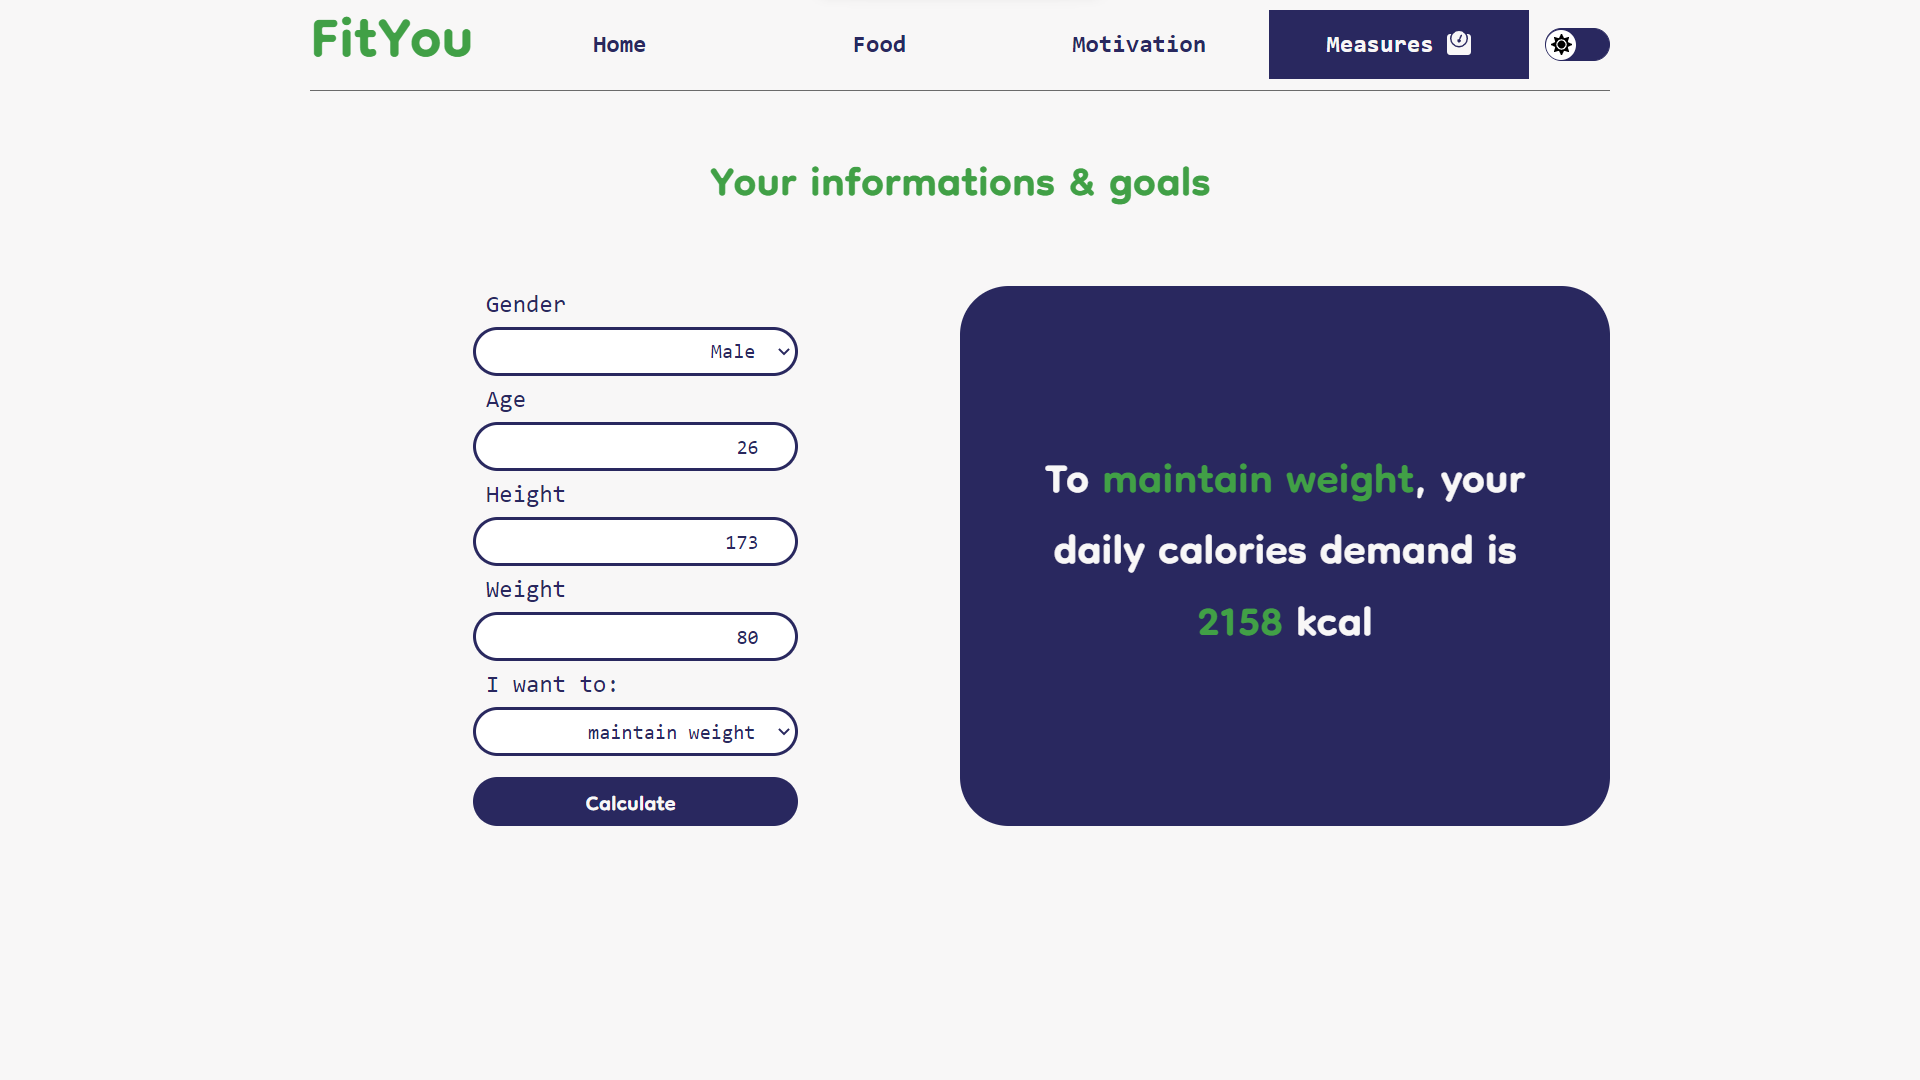 FitYou
Home
Food
Motivation
Measures
Your informations & goals
Gender
Male
Age
26
Height
173
Weight
80
I want to:
maintain weight
Calculate
To maintain weight, your
daily calories demand is
2158 kcal